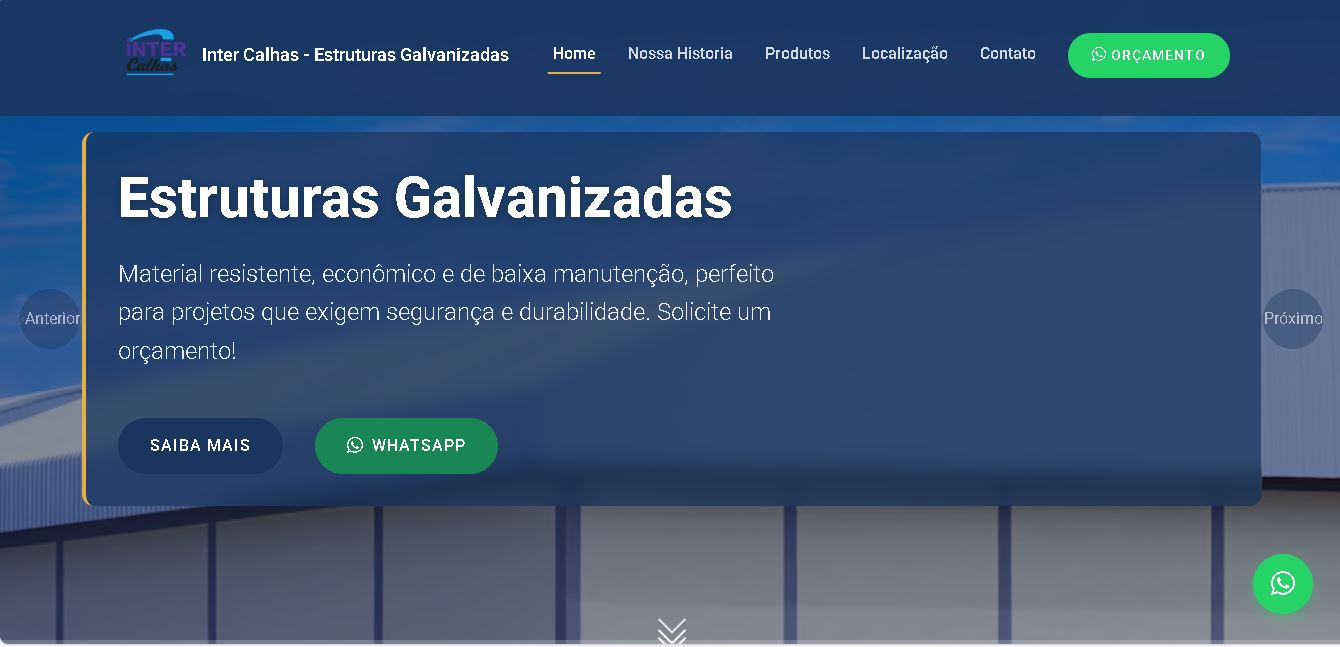 INTER
Calhas
Inter Calhas - Estruturas Galvanizadas
Home
Nossa Historia
Produtos
Localização
Contato
ORÇAMENTO
Estruturas Galvanizadas
Material resistente, econômico e de baixa manutenção, perfeito
para projetos que exigem segurança e durabilidade. Solicite um
orçamento!
Anterior
Próximo
SAIBA MAIS
WHATSAPP